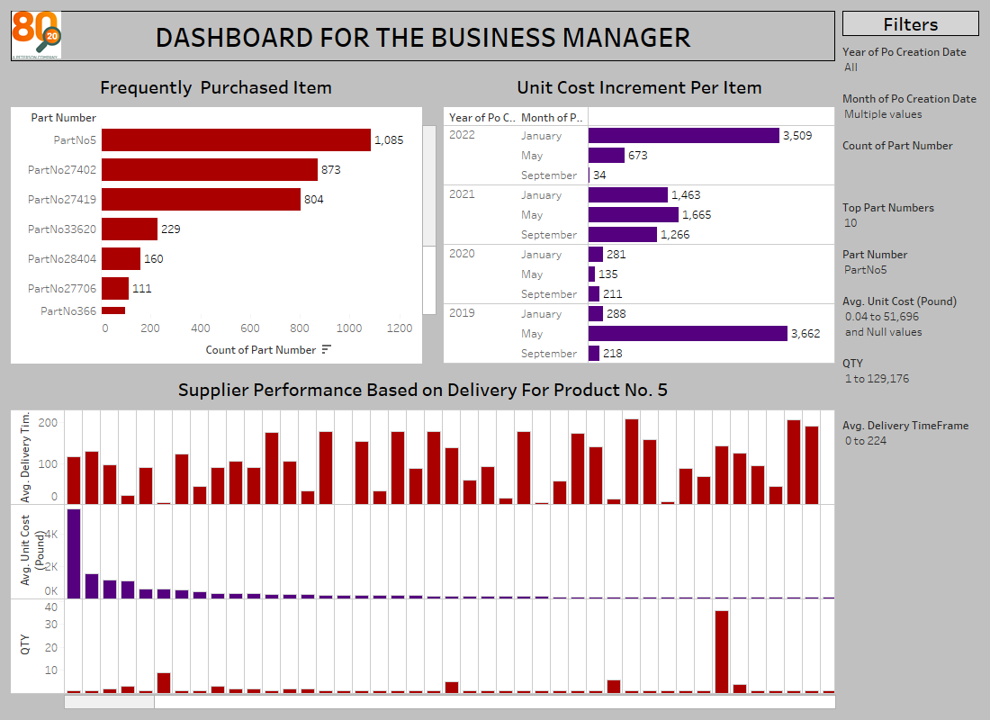 80
20
DASHBOARD FOR THE BUSINESS MANAGER
Filters
Year of Po Creation Date
All
Month of Po Creation Date
Multiple values
Count of Part Number
Top Part Numbers
10
Part Number
PartNo5
Avg. Unit Cost (Pound)
0.04 to 51,696
and Null values
QTY
1 to 129,176
Avg. Delivery TimeFrame
0 to 224
Frequently Purchased Item
Part Number
PartNo5 1,085
PartNo27402 873
PartNo27419 804
PartNo33620 229
PartNo28404 160
PartNo27706 111
PartNo366
0 200 400 600 800 1000 1200
Count of Part Number
Unit Cost Increment Per Item
Year of Po C.. Month of P..
2022 January 3,509
May 673
September 34
2021 January 1,463
May 1,665
September 1,266
2020 January 281
May 135
September 211
2019 January 288
May 3,662
September 218
Supplier Performance Based on Delivery For Product No. 5
Avg. Delivery Tim.
200
100
0
Avg. Unit Cost
(Pound)
4K
2K
0K
QTY
40
30
20
10